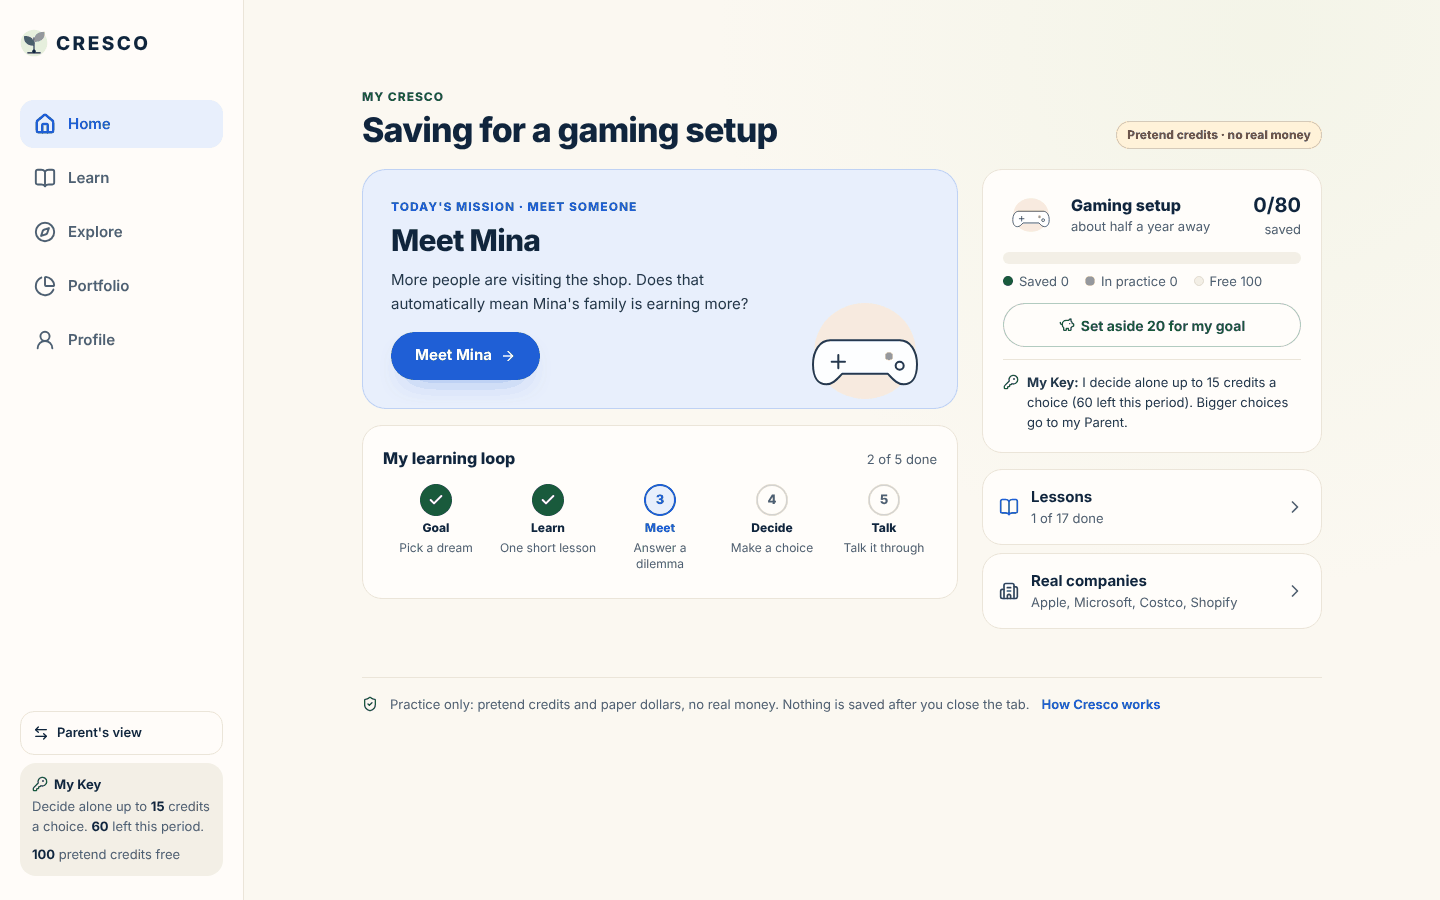 CRESCO
Home
Learn
Explore
Portfolio
Profile
Parent's view
My Key
Decide alone up to 15 credits
a choice. 60 left this period.
100 pretend credits free
MY CRESCO
Saving for a gaming setup
Pretend credits · no real money
TODAY'S MISSION · MEET SOMEONE
Meet Mina
More people are visiting the shop. Does that
automatically mean Mina's family is earning more?
Meet Mina
My learning loop
2 of 5 done
3
4
5
Goal
Learn
Meet
Decide
Talk
Pick a dream
One short lesson
Answer a
dilemma
Make a choice
Talk it through
Gaming setup
0/80
about half a year away
saved
Saved 0
In practice 0
Free 100
Set aside 20 for my goal
My Key: I decide alone up to 15 credits a
choice (60 left this period). Bigger choices
go to my Parent.
Lessons
1 of 17 done
Real companies
Apple, Microsoft, Costco, Shopify
Practice only: pretend credits and paper dollars, no real money. Nothing is saved after you close the tab. How Cresco works